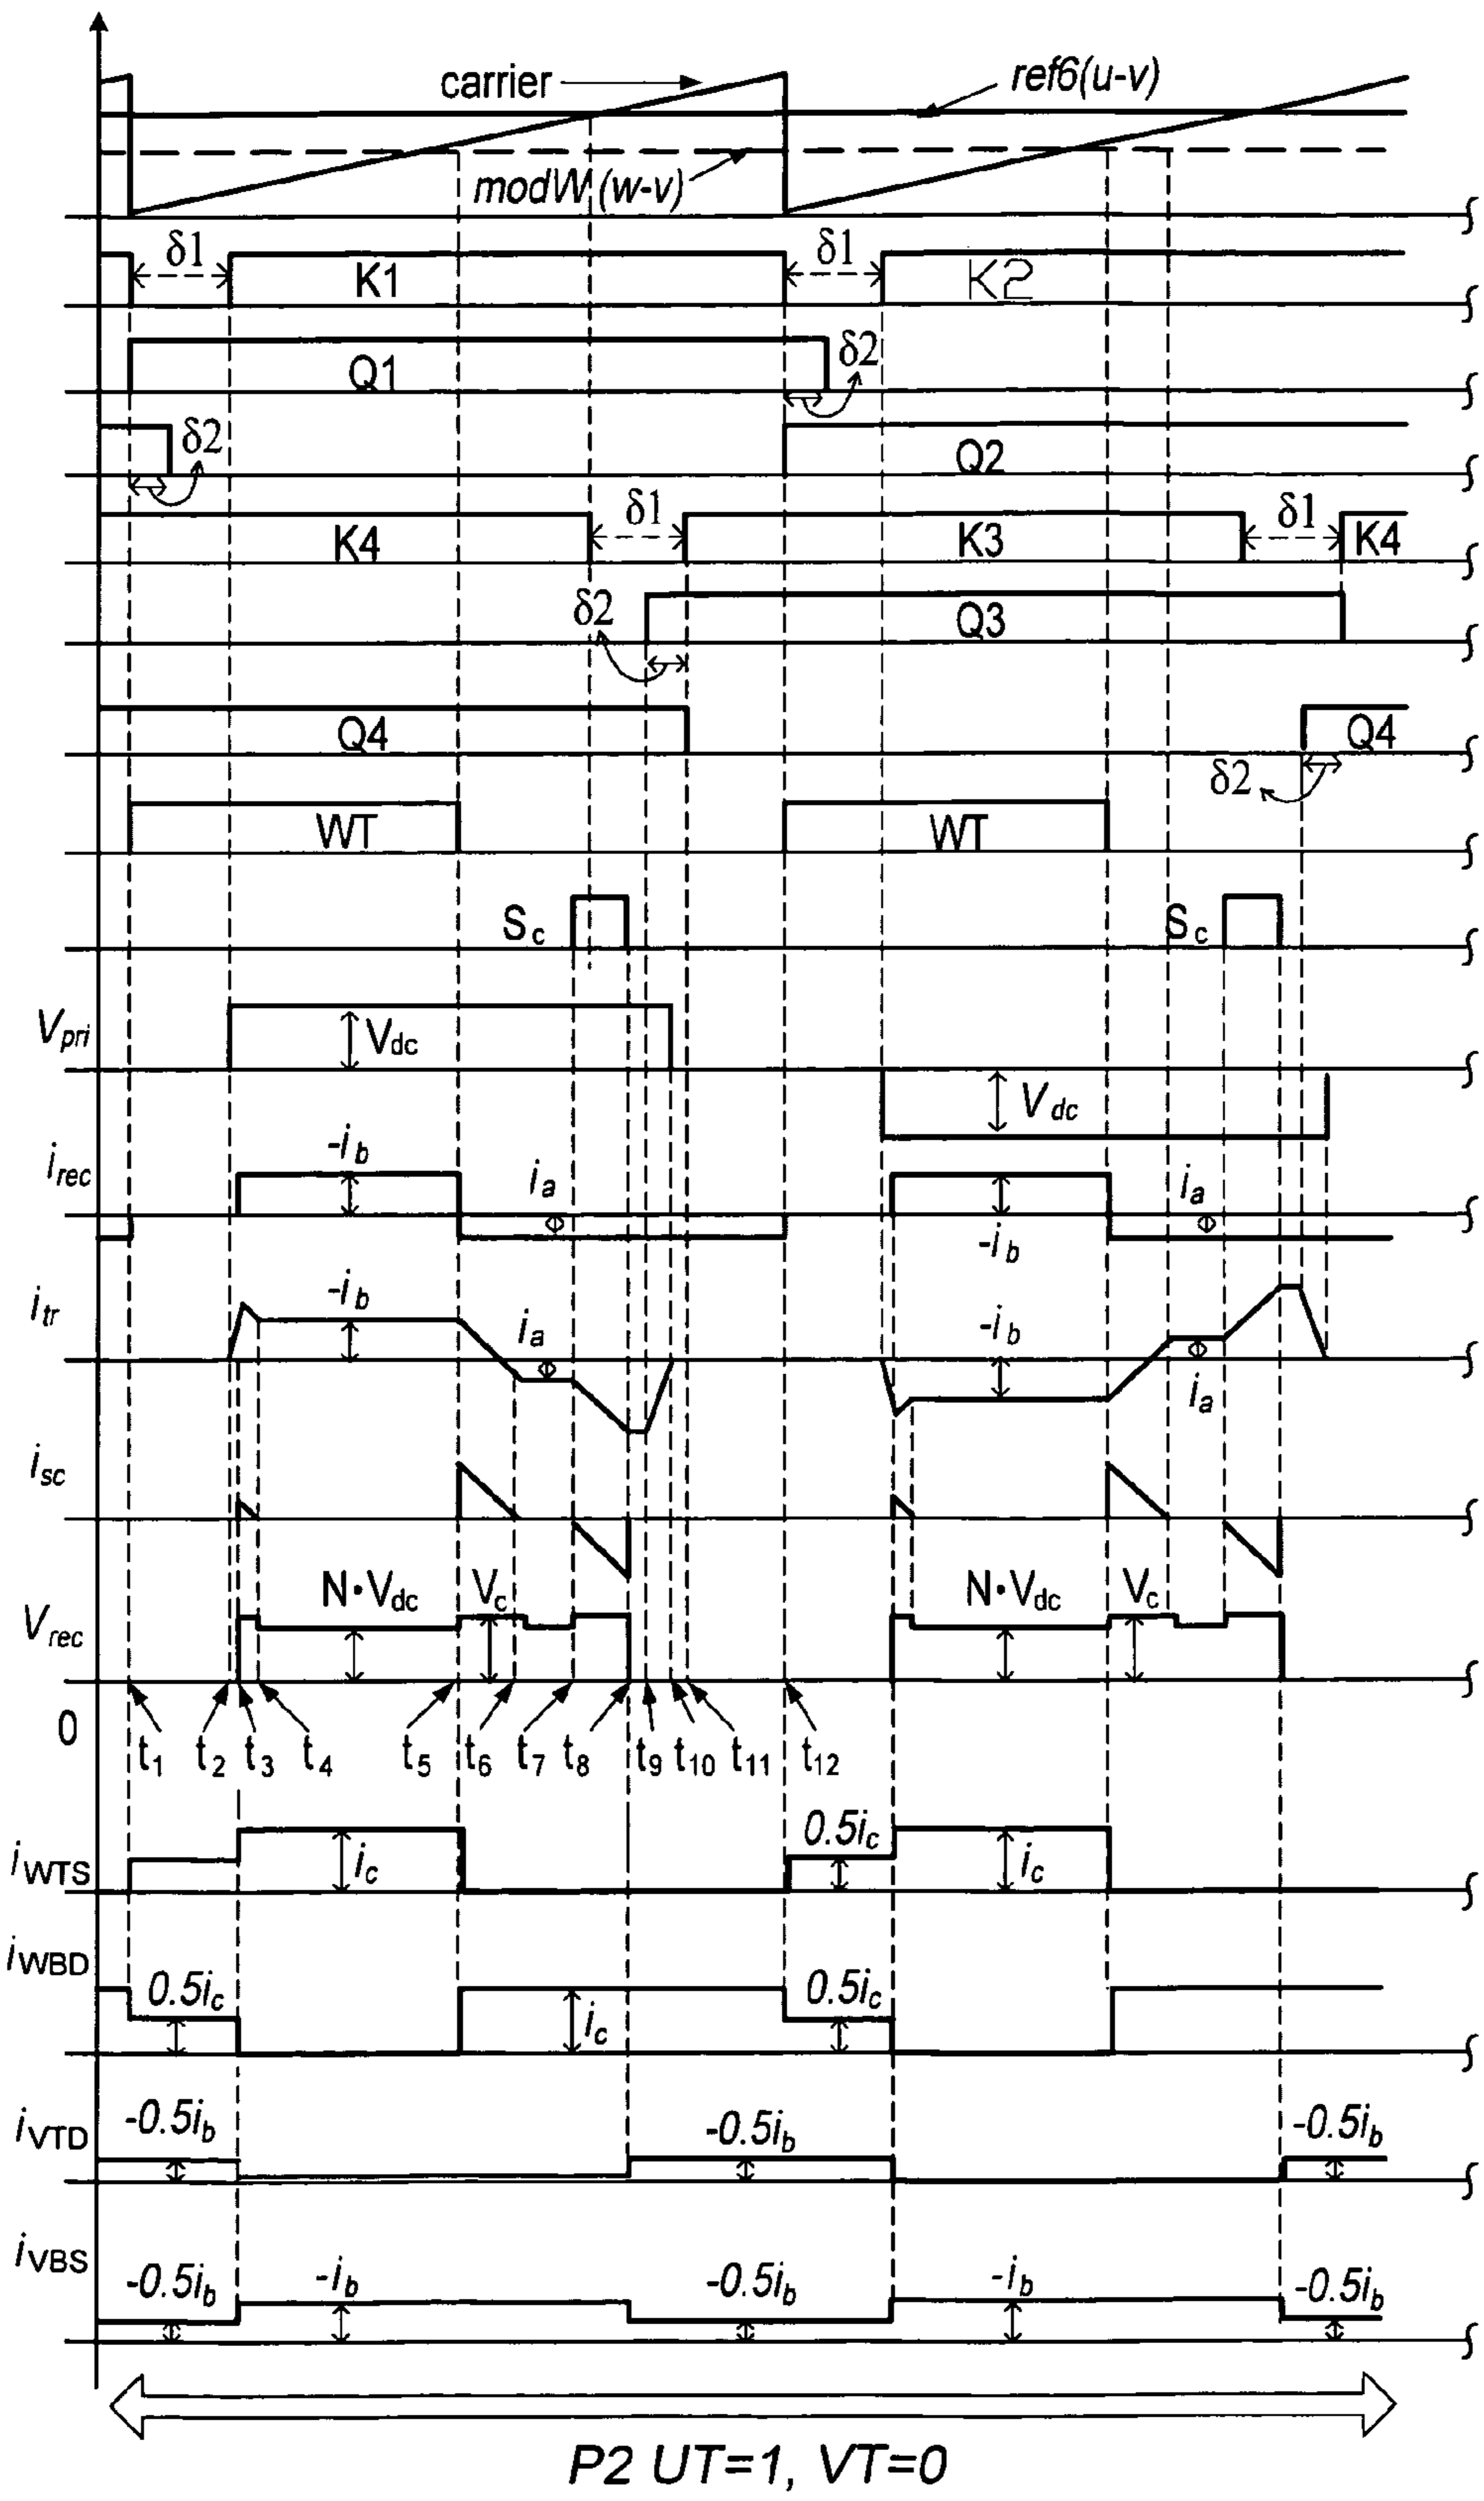 carrier
ref6(u-v)
modW(w-v)
δ1 K1 δ1 K2
Q1 δ2
δ2 Q2
K4 δ1 K3 δ1 K4
δ2 Q3
Q4 δ2 Q4
WT WT
Sc Sc
Vpri Vdc Vdc
irec -ib ia -ib ia
itr -ib ia -ib ia
isc
Vrec N·Vdc Vc N·Vdc Vc
0 t1 t2 t3 t4 t5 t6 t7 t8 t9 t10 t11 t12
iWTS ic 0.5ic ic
iWBD 0.5ic ic 0.5ic
iVTD -0.5ib -0.5ib -0.5ib
iVBS -0.5ib -ib -0.5ib -ib -0.5ib
P2 UT=1, VT=0